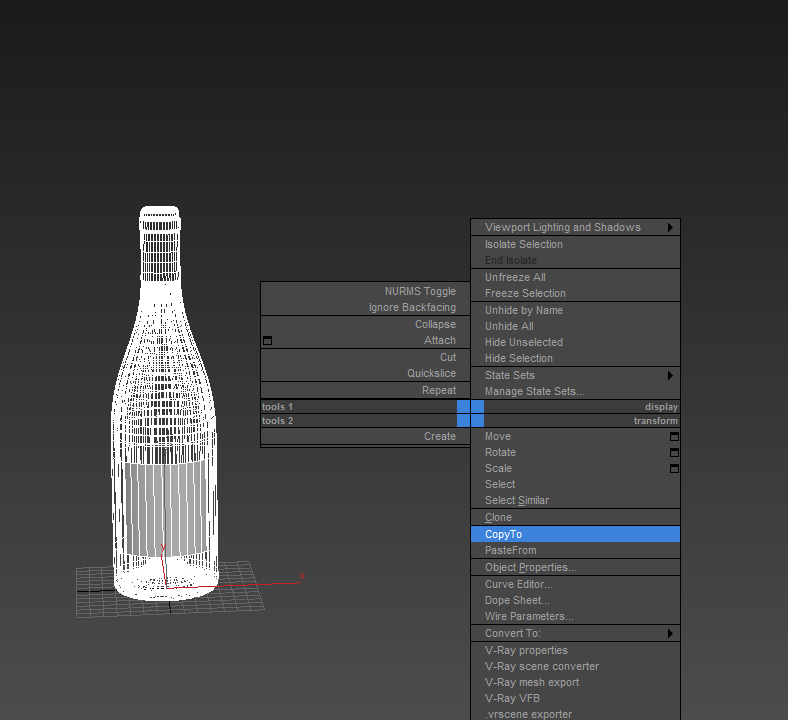 Viewport Lighting and Shadows
Isolate Selection
End Isolate
Unfreeze All
Freeze Selection
Unhide by Name
Unhide All
Hide Unselected
Hide Selection
State Sets
Manage State Sets...
NURMS Toggle
Ignore Backfacing
Collapse
Attach
Cut
Quickslice
Repeat
tools 1
display
tools 2
transform
Create
Move
Rotate
Scale
Select
Select Similar
Clone
CopyTo
PasteFrom
Object Properties...
Curve Editor...
Dope Sheet...
Wire Parameters...
Convert To:
V-Ray properties
V-Ray scene converter
V-Ray mesh export
V-Ray VFB
.vrscene exporter
y
x